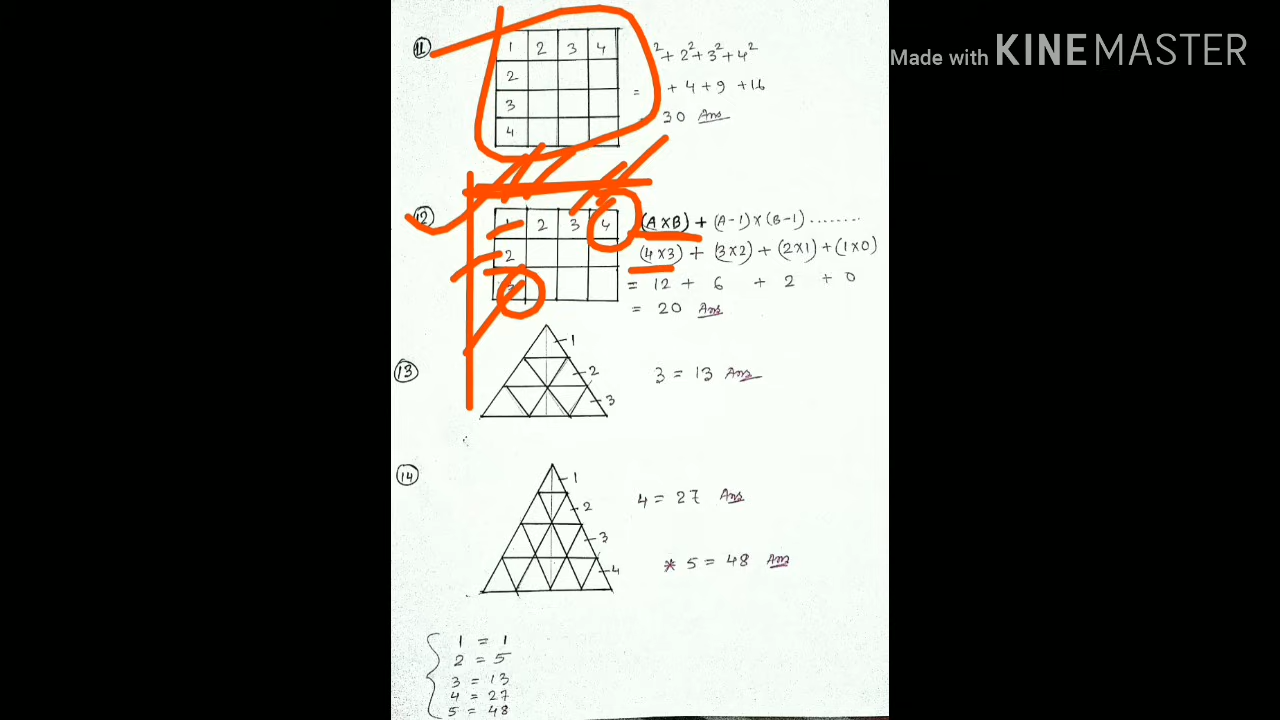 Made with KINEMASTER
11
1 2 3 4
2
3
4
² + 2² + 3² + 4²
= + 4 + 9 + 16
30 Ans
12
1 2 3 4
2
3
(A×B) + (A-1)×(B-1) ........
(4×3) + (3×2) + (2×1) + (1×0)
= 12 + 6 + 2 + 0
= 20 Ans
13
1
2
3
3 = 13 Ans
14
1
2
3
4
4 = 27 Ans
* 5 = 48 Ans
1 = 1
2 = 5
3 = 13
4 = 27
5 = 48